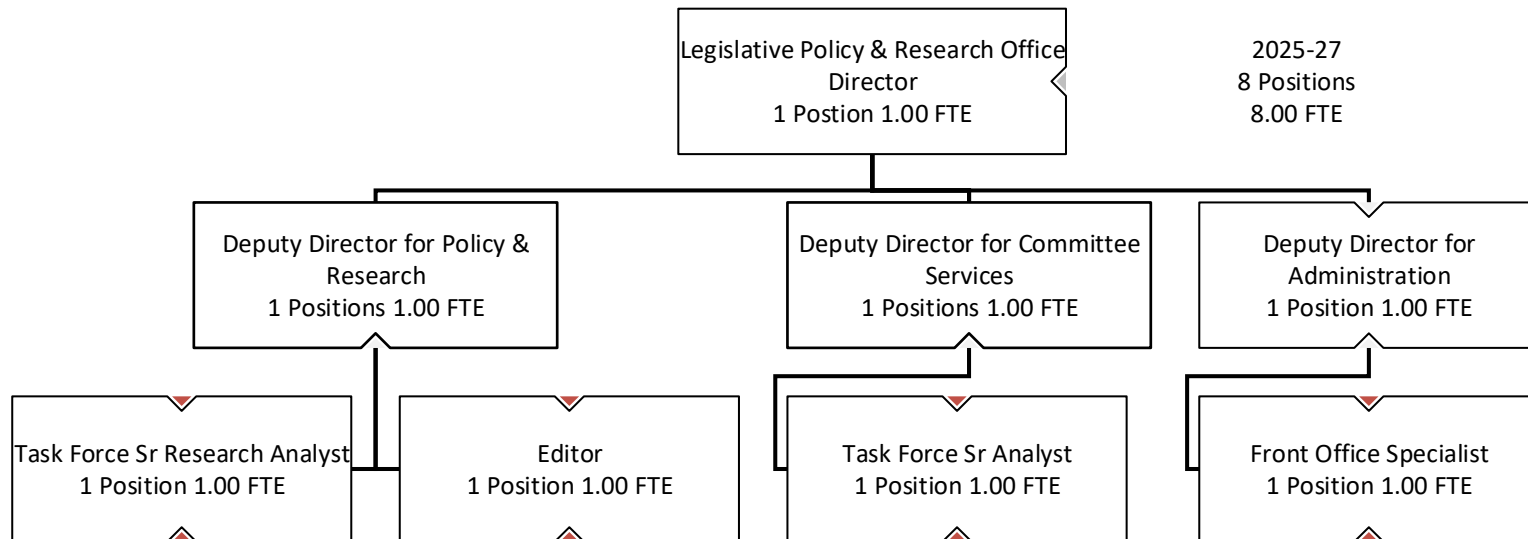 Legislative Policy & Research Office
Director
1 Postion 1.00 FTE
2025-27
8 Positions
8.00 FTE
Deputy Director for Policy &
Research
1 Positions 1.00 FTE
Deputy Director for Committee
Services
1 Positions 1.00 FTE
Deputy Director for
Administration
1 Position 1.00 FTE
Task Force Sr Research Analyst
1 Position 1.00 FTE
Editor
1 Position 1.00 FTE
Task Force Sr Analyst
1 Position 1.00 FTE
Front Office Specialist
1 Position 1.00 FTE